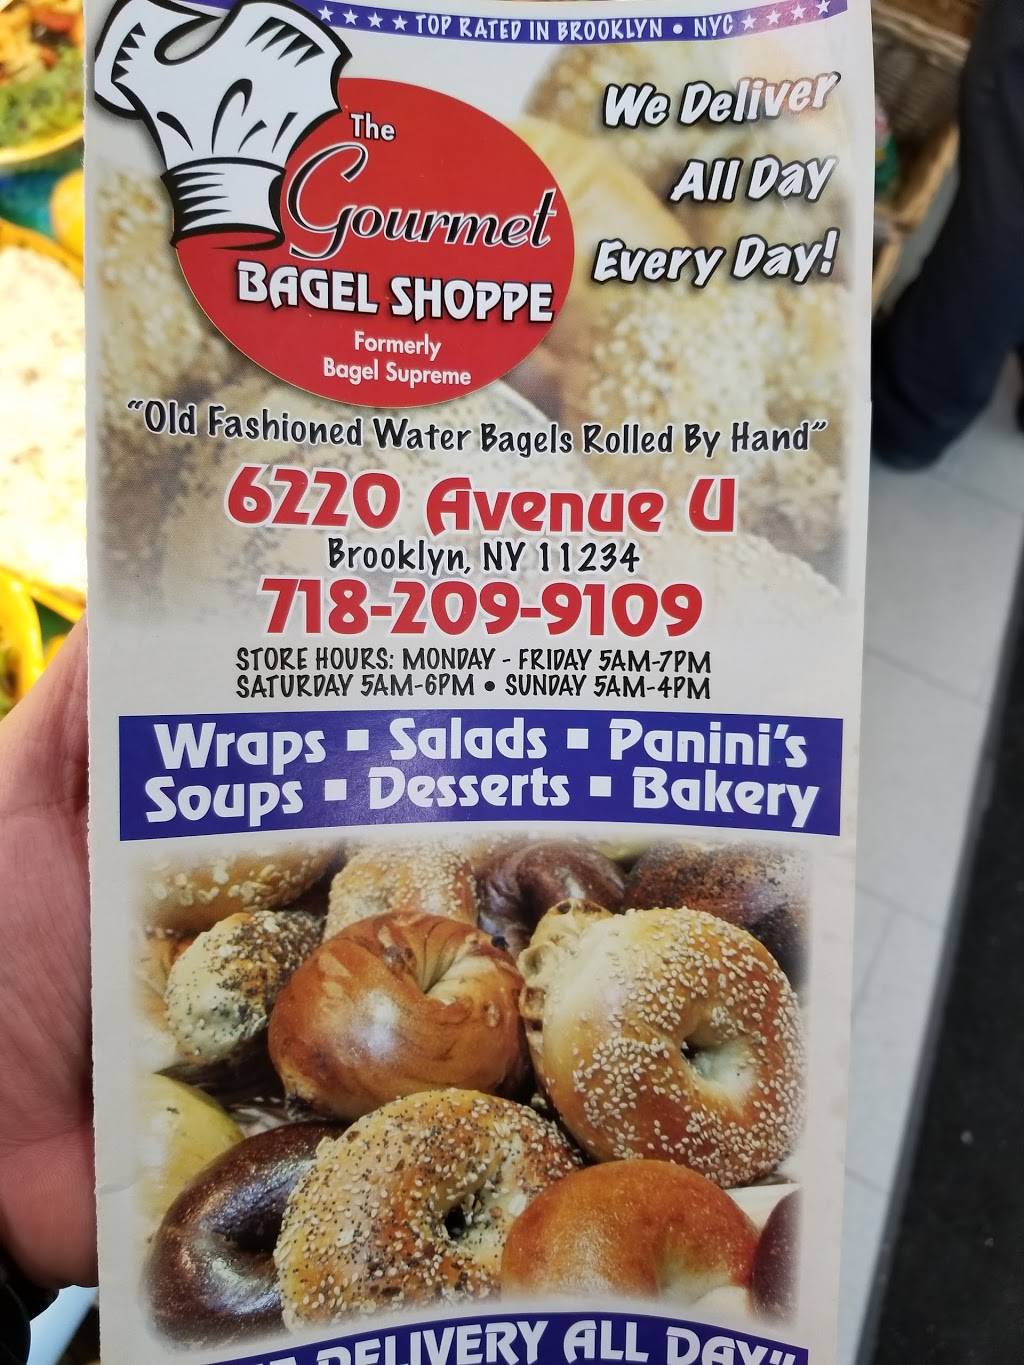 ★★★★ TOP RATED IN BROOKLYN • NYC ★★★★
We Deliver
All Day
Every Day!
The
Gourmet
BAGEL SHOPPE
Formerly
Bagel Supreme
"Old Fashioned Water Bagels Rolled By Hand"
6220 Avenue U
Brooklyn, NY 11234
718-209-9109
STORE HOURS: MONDAY - FRIDAY 5AM-7PM
SATURDAY 5AM-6PM • SUNDAY 5AM-4PM
Wraps ▪ Salads ▪ Panini's
Soups ▪ Desserts ▪ Bakery
DELIVERY ALL DAY"